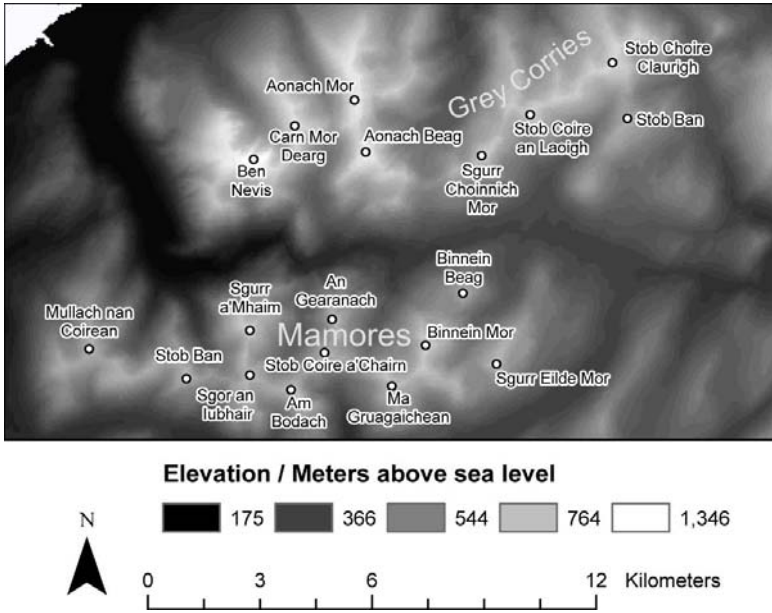 Stob Choire
Claurigh
Grey Corries
Aonach Mor
Carn Mor
Dearg
Aonach Beag
Stob Coire
an Laoigh
Stob Ban
Ben
Nevis
Sgurr
Choinnich
Mor
Binnein
Beag
An
Gearanach
Sgurr
a'Mhaim
Mullach nan
Coirean
Mamores
Binnein Mor
Stob Ban
Stob Coire a'Chairn
Sgurr Eilde Mor
Sgor an
Iubhair
Am
Bodach
Ma
Gruagaichean
Elevation / Meters above sea level
175 366 544 764 1,346
N
0 3 6 12 Kilometers